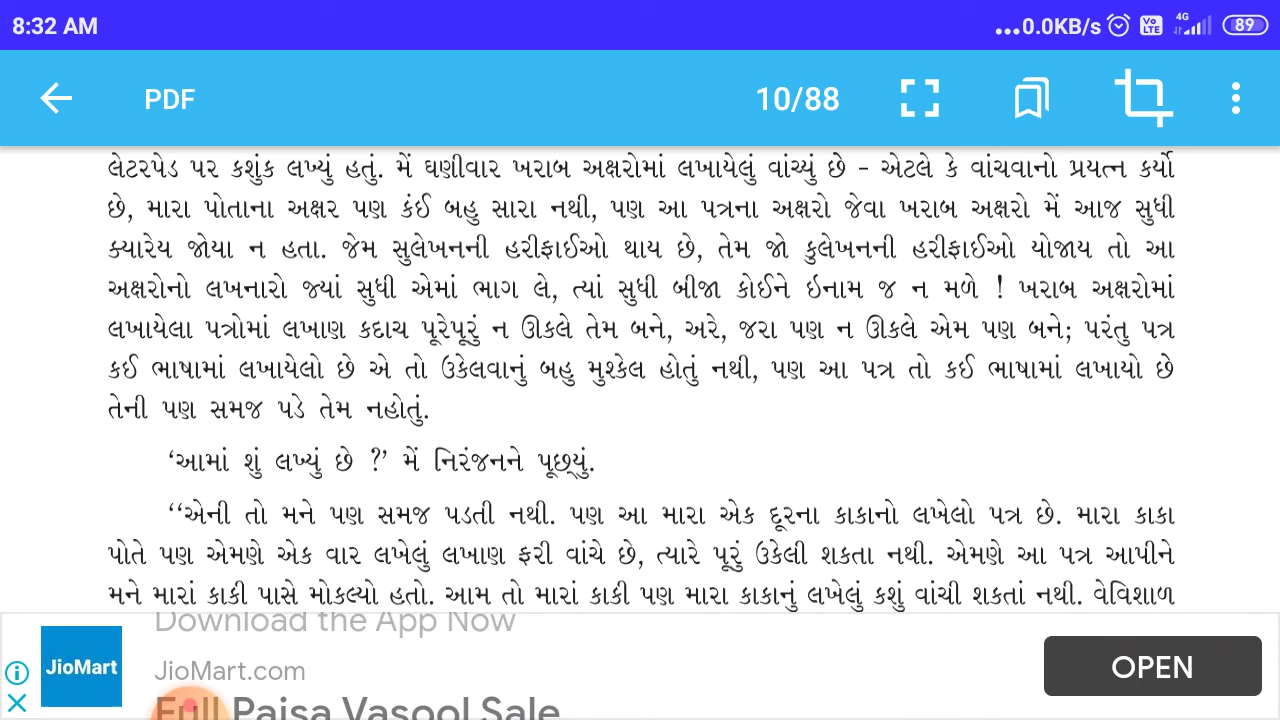 8:32 AM
...0.0KB/s Vo LTE 4G 89
PDF
10/88
લેટરપેડ પર કશુંક લખ્યું હતું. મેં ઘણીવાર ખરાબ અક્ષરોમાં લખાયેલું વાંચ્યું છે - એટલે કે વાંચવાનો પ્રયત્ન કર્યો
છે, મારા પોતાના અક્ષર પણ કંઈ બહુ સારા નથી, પણ આ પત્રના અક્ષરો જેવા ખરાબ અક્ષરો મેં આજ સુધી
ક્યારેય જોયા ન હતા. જેમ સુલેખનની હરીફાઈઓ થાય છે, તેમ જો કુલેખનની હરીફાઈઓ યોજાય તો આ
અક્ષરોનો લખનારો જ્યાં સુધી એમાં ભાગ લે, ત્યાં સુધી બીજા કોઈને ઇનામ જ ન મળે ! ખરાબ અક્ષરોમાં
લખાયેલા પત્રોમાં લખાણ કદાચ પૂરેપૂરું ન ઊકલે તેમ બને, અરે, જરા પણ ન ઊકલે એમ પણ બને; પરંતુ પત્ર
કઈ ભાષામાં લખાયેલો છે એ તો ઉકેલવાનું બહુ મુશ્કેલ હોતું નથી, પણ આ પત્ર તો કઈ ભાષામાં લખાયો છે
તેની પણ સમજ પડે તેમ નહોતું.
‘આમાં શું લખ્યું છે ?’ મેં નિરંજનને પૂછ્યું.
‘‘એની તો મને પણ સમજ પડતી નથી. પણ આ મારા એક દૂરના કાકાનો લખેલો પત્ર છે. મારા કાકા
પોતે પણ એમણે એક વાર લખેલું લખાણ ફરી વાંચે છે, ત્યારે પૂરું ઉકેલી શકતા નથી. એમણે આ પત્ર આપીને
મને મારાં કાકી પાસે મોકલ્યો હતો. આમ તો મારાં કાકી પણ મારા કાકાનું લખેલું કશું વાંચી શકતાં નથી. વેવિશાળ
Download the App Now
JioMart
JioMart.com
OPEN
Full Paisa Vasool Sale